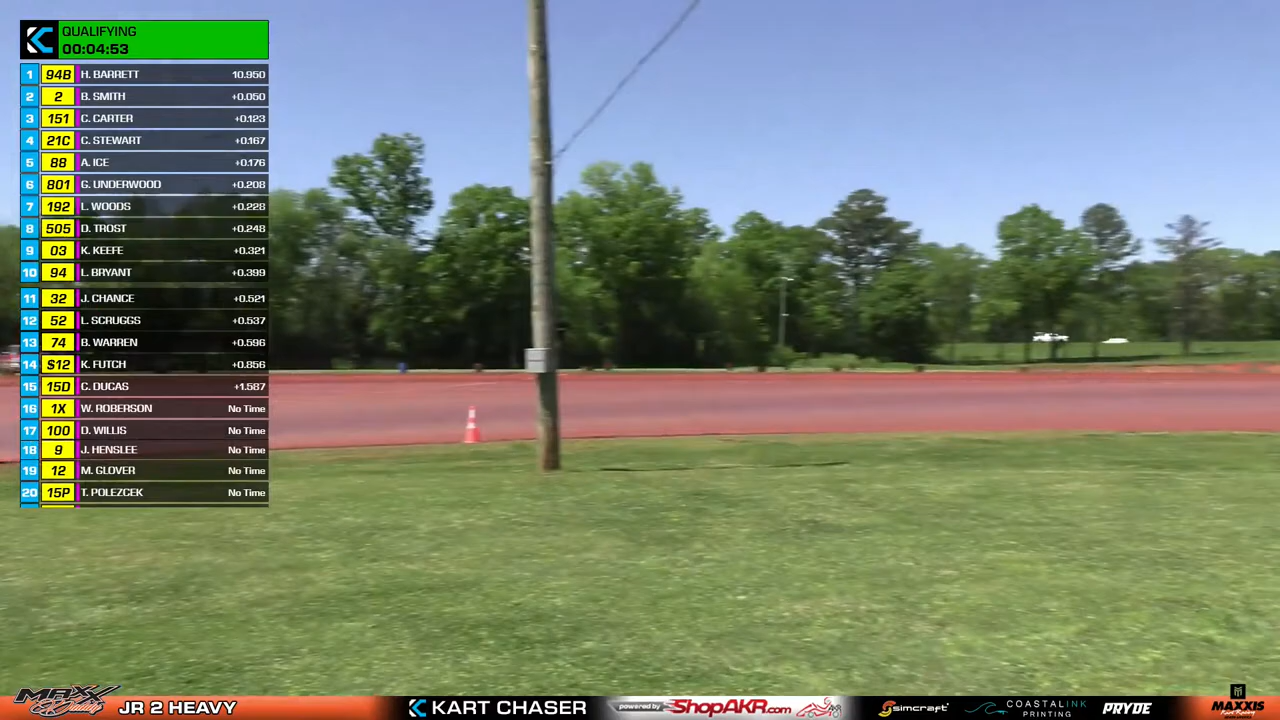 QUALIFYING
00:04:53
1 94B H. BARRETT 10.950
2 2 B. SMITH +0.050
3 151 C. CARTER +0.123
4 21C C. STEWART +0.167
5 88 A. ICE +0.176
6 801 G. UNDERWOOD +0.208
7 192 L. WOODS +0.228
8 505 D. TROST +0.248
9 03 K. KEEFE +0.321
10 94 L. BRYANT +0.399
11 32 J. CHANCE +0.521
12 52 L. SCRUGGS +0.537
13 74 B. WARREN +0.596
14 S12 K. FUTCH +0.856
15 15D C. DUCAS +1.587
16 1X W. ROBERSON No Time
17 100 D. WILLIS No Time
18 9 J. HENSLEE No Time
19 12 M. GLOVER No Time
20 15P T. POLEZCEK No Time
MAXX Daddy JR 2 HEAVY KART CHASER powered by ShopAKR.com simcraft COASTALINK PRINTING PRYDE MAXXIS